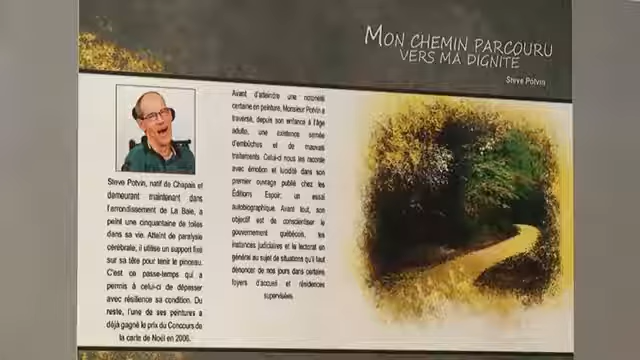 MON CHEMIN PARCOURU
VERS MA DIGNITÉ
Steve Potvin
Steve Potvin, natif de Chapais et
demeurant maintenant dans
l'arrondissement de La Baie, a
peint une cinquantaine de toiles
dans sa vie. Atteint de paralysie
cérébrale, il utilise un support fixé
sur sa tête pour tenir le pinceau.
C'est ce passe-temps qui a
permis à celui-ci de dépasser
avec résilience sa condition. Du
reste, l'une de ses peintures a
déjà gagné le prix du Concours de
la carte de Noël en 2006.
Avant d'atteindre une notoriété
certaine en peinture, Monsieur Potvin a
traversé, depuis son enfance à l'âge
adulte, une existence semée
d'embûches et de mauvais
traitements. Celui-ci nous les raconte
avec émotion et lucidité dans son
premier ouvrage publié chez les
Éditions Espoir; un essai
autobiographique. Avant tout, son
objectif est de conscientiser le
gouvernement québécois, les
instances judiciaires et le lectorat en
général au sujet de situations qu'il faut
dénoncer de nos jours dans certains
foyers d'accueil et résidences
supervisées.